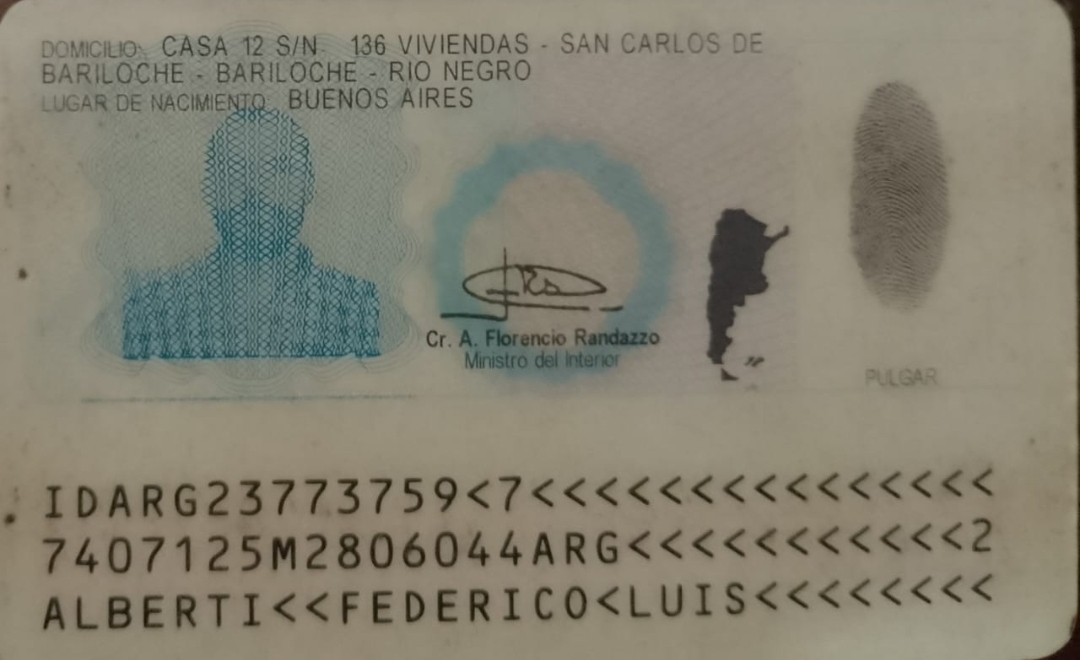 DOMICILIO: CASA 12 S/N. 136 VIVIENDAS - SAN CARLOS DE
BARILOCHE - BARILOCHE - RIO NEGRO
LUGAR DE NACIMIENTO: BUENOS AIRES
Cr. A. Florencio Randazzo
Ministro del Interior
PULGAR
IDARG23773759<7<<<<<<<<<<<<<<<
7407125M2806044ARG<<<<<<<<<<<2
ALBERTI<<FEDERICO<LUIS<<<<<<<<